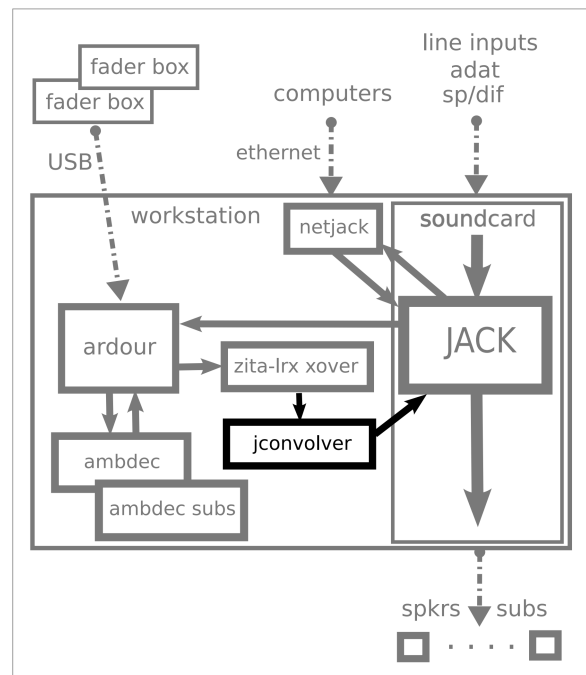 fader box
fader box
line inputs
adat
sp/dif
computers
ethernet
USB
workstation
netjack
soundcard
ardour
JACK
zita-lrx xover
jconvolver
ambdec
ambdec subs
spkrs
subs